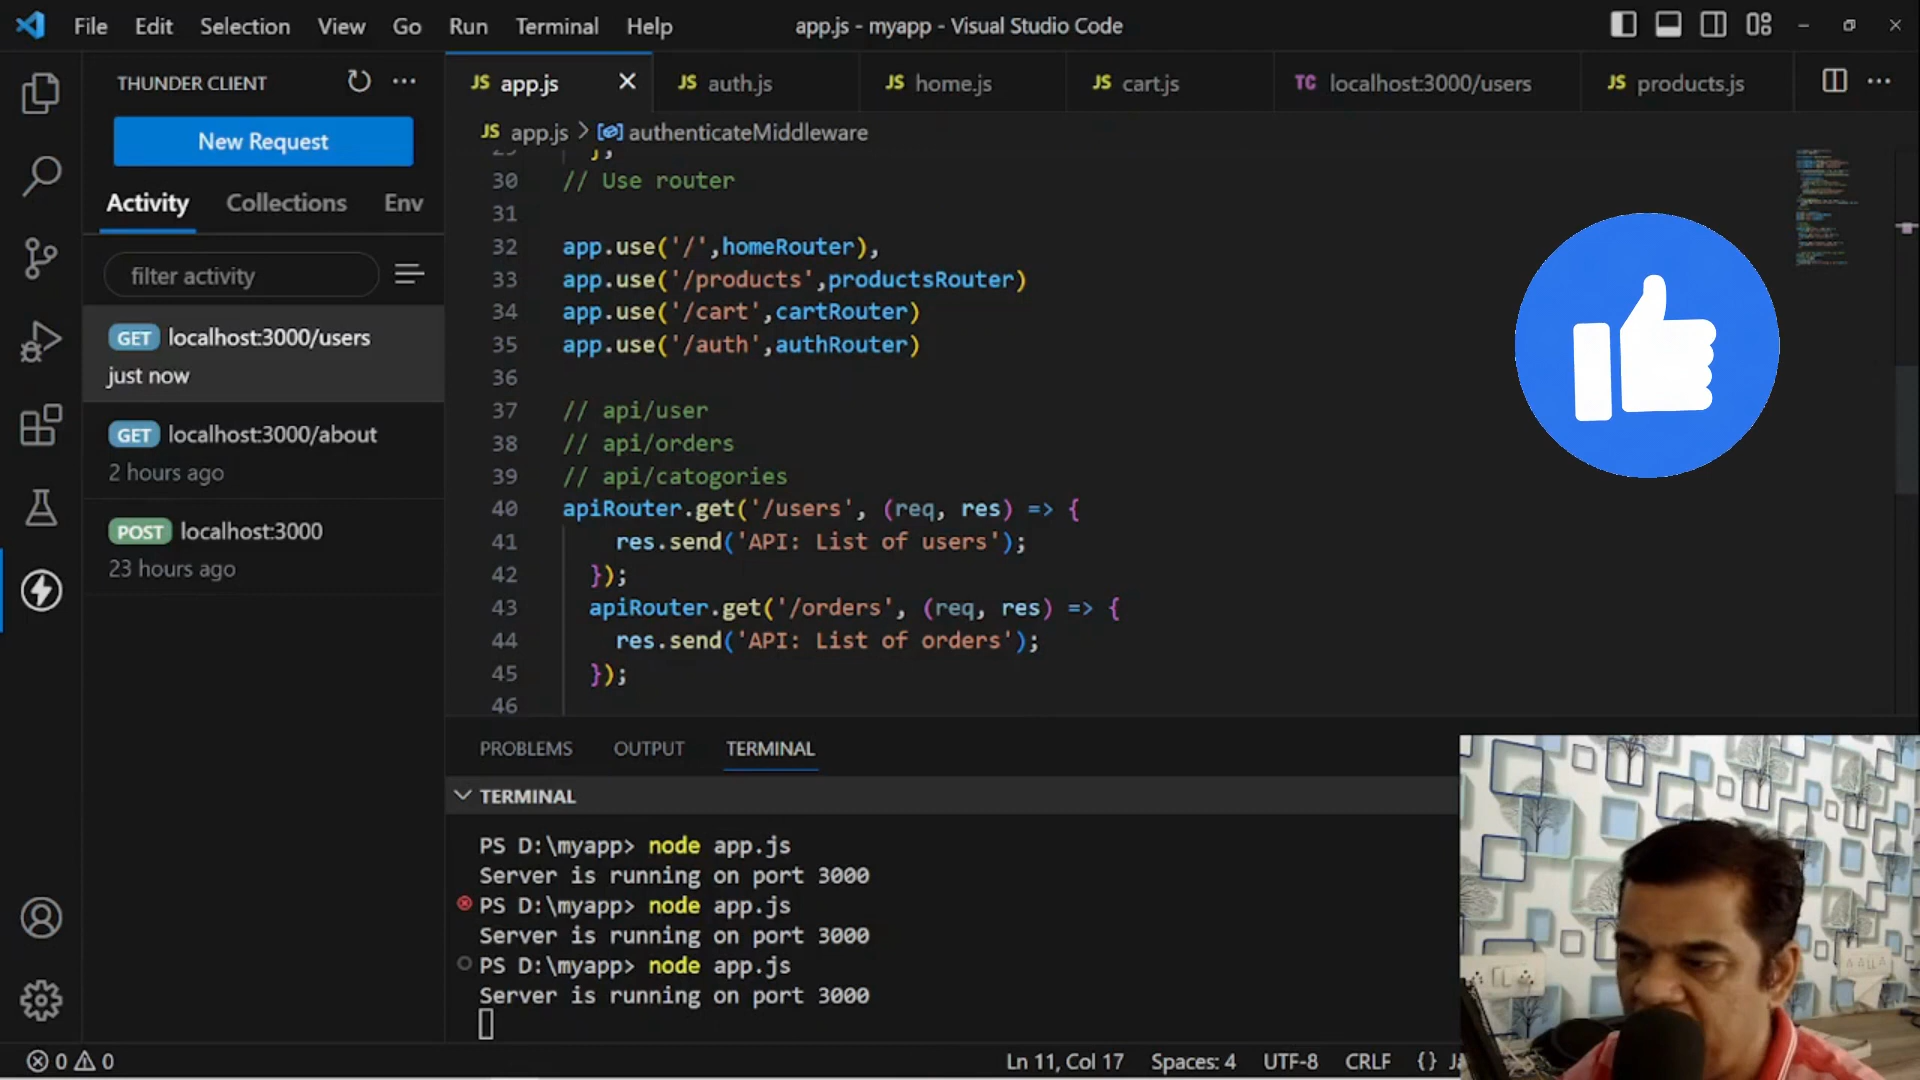 File Edit Selection View Go Run Terminal Help
app.js - myapp - Visual Studio Code
THUNDER CLIENT
New Request
Activity Collections Env
filter activity
GET localhost:3000/users
just now
GET localhost:3000/about
2 hours ago
POST localhost:3000
23 hours ago
JS app.js
JS auth.js
JS home.js
JS cart.js
TC localhost:3000/users
JS products.js
JS app.js > authenticateMiddleware
};
30 // Use router
31
32 app.use('/',homeRouter),
33 app.use('/products',productsRouter)
34 app.use('/cart',cartRouter)
35 app.use('/auth',authRouter)
36
37 // api/user
38 // api/orders
39 // api/catogories
40 apiRouter.get('/users', (req, res) => {
41 res.send('API: List of users');
42 });
43 apiRouter.get('/orders', (req, res) => {
44 res.send('API: List of orders');
45 });
46
PROBLEMS OUTPUT TERMINAL
TERMINAL
PS D:\myapp> node app.js
Server is running on port 3000
PS D:\myapp> node app.js
Server is running on port 3000
PS D:\myapp> node app.js
Server is running on port 3000
0 0
Ln 11, Col 17 Spaces: 4 UTF-8 CRLF {}